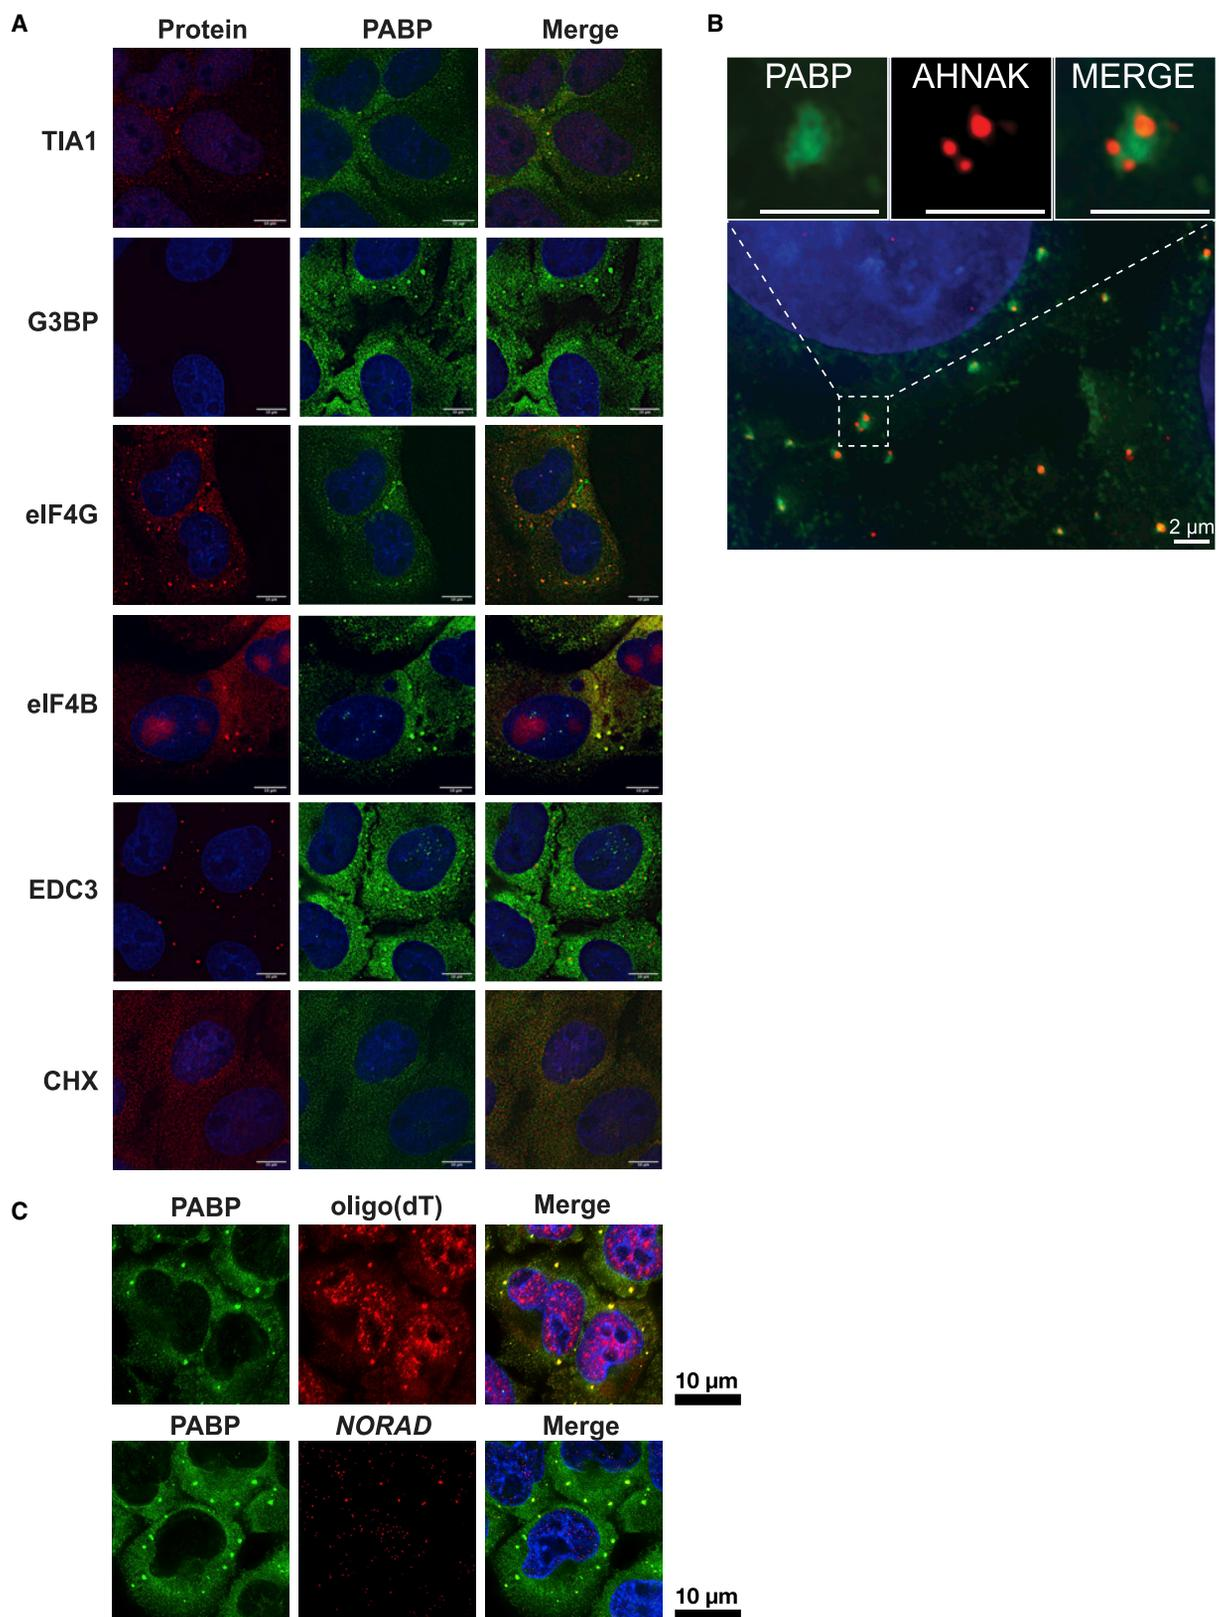 A
Protein PABP Merge
TIA1
G3BP
eIF4G
eIF4B
EDC3
CHX
B
PABP AHNAK MERGE
2 µm
C
PABP oligo(dT) Merge
10 µm
PABP NORAD Merge
10 µm